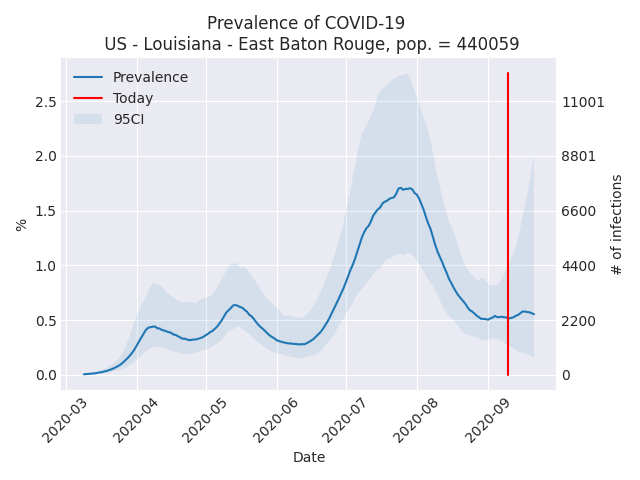 Prevalence of COVID-19
US - Louisiana - East Baton Rouge, pop. = 440059
Prevalence
Today
95CI
2.5
2.0
1.5
1.0
0.5
0.0
%
11001
8801
6600
4400
2200
0
# of infections
2020-03
2020-04
2020-05
2020-06
2020-07
2020-08
2020-09
Date